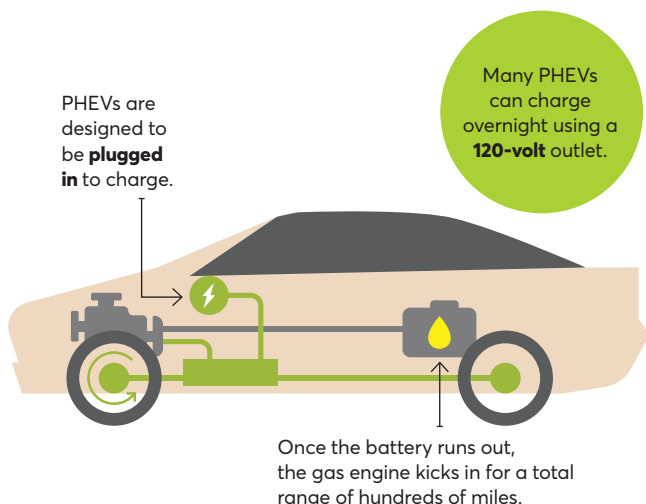 PHEVs are
designed to
be plugged
in to charge.
Many PHEVs
can charge
overnight using a
120-volt outlet.
Once the battery runs out,
the gas engine kicks in for a total
range of hundreds of miles.